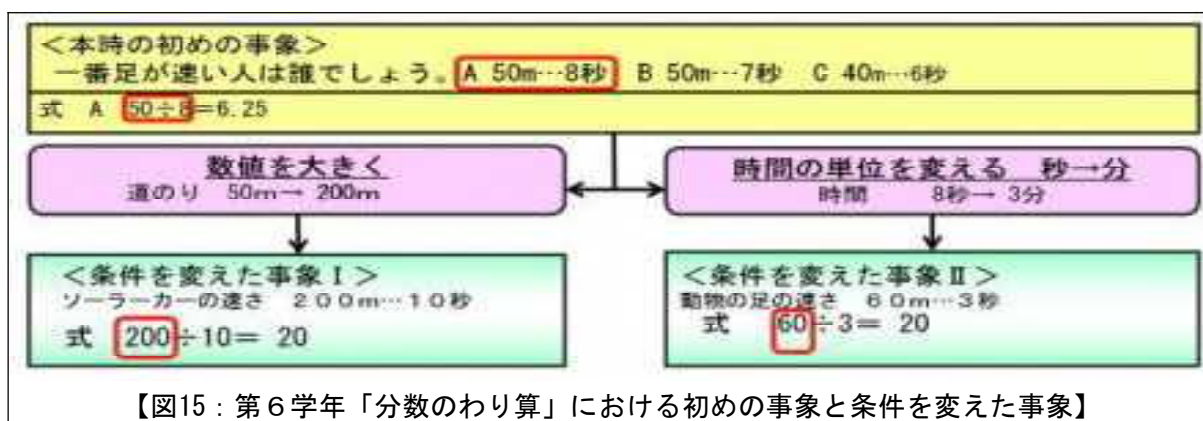 ＜本時の初めの事象＞
一番足が速い人は誰でしょう。A 50m…8秒 B 50m…7秒 C 40m…6秒
式 A 50÷8＝6.25
数値を大きく
道のり 50m→ 200m
時間の単位を変える 秒→分
時間 8秒→ 3分
＜条件を変えた事象Ⅰ＞
ソーラーカーの速さ ２００m…１０秒
式 200÷10＝ 20
＜条件を変えた事象Ⅱ＞
動物の足の速さ ６０m…３秒
式 60÷3＝ 20
【図15：第６学年「分数のわり算」における初めの事象と条件を変えた事象】